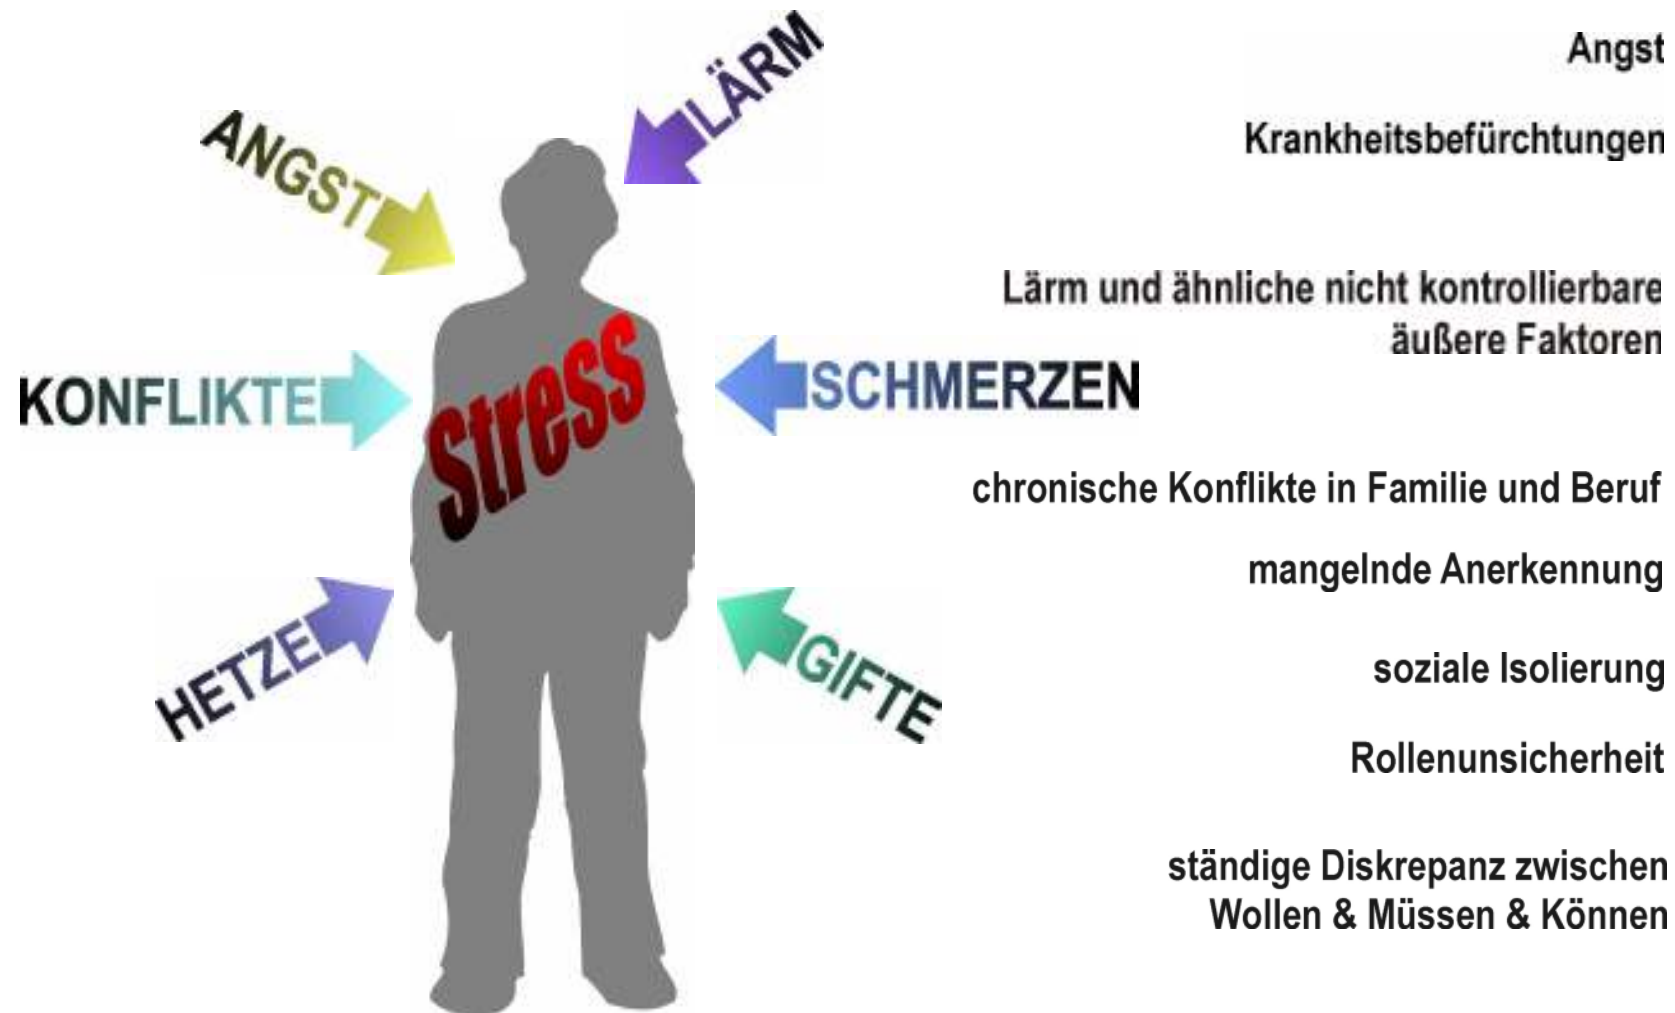 LÄRM
ANGST
KONFLIKTE
Stress
SCHMERZEN
HETZE
GIFTE
Angst
Krankheitsbefürchtungen
Lärm und ähnliche nicht kontrollierbare
äußere Faktoren
chronische Konflikte in Familie und Beruf
mangelnde Anerkennung
soziale Isolierung
Rollenunsicherheit
ständige Diskrepanz zwischen
Wollen & Müssen & Können